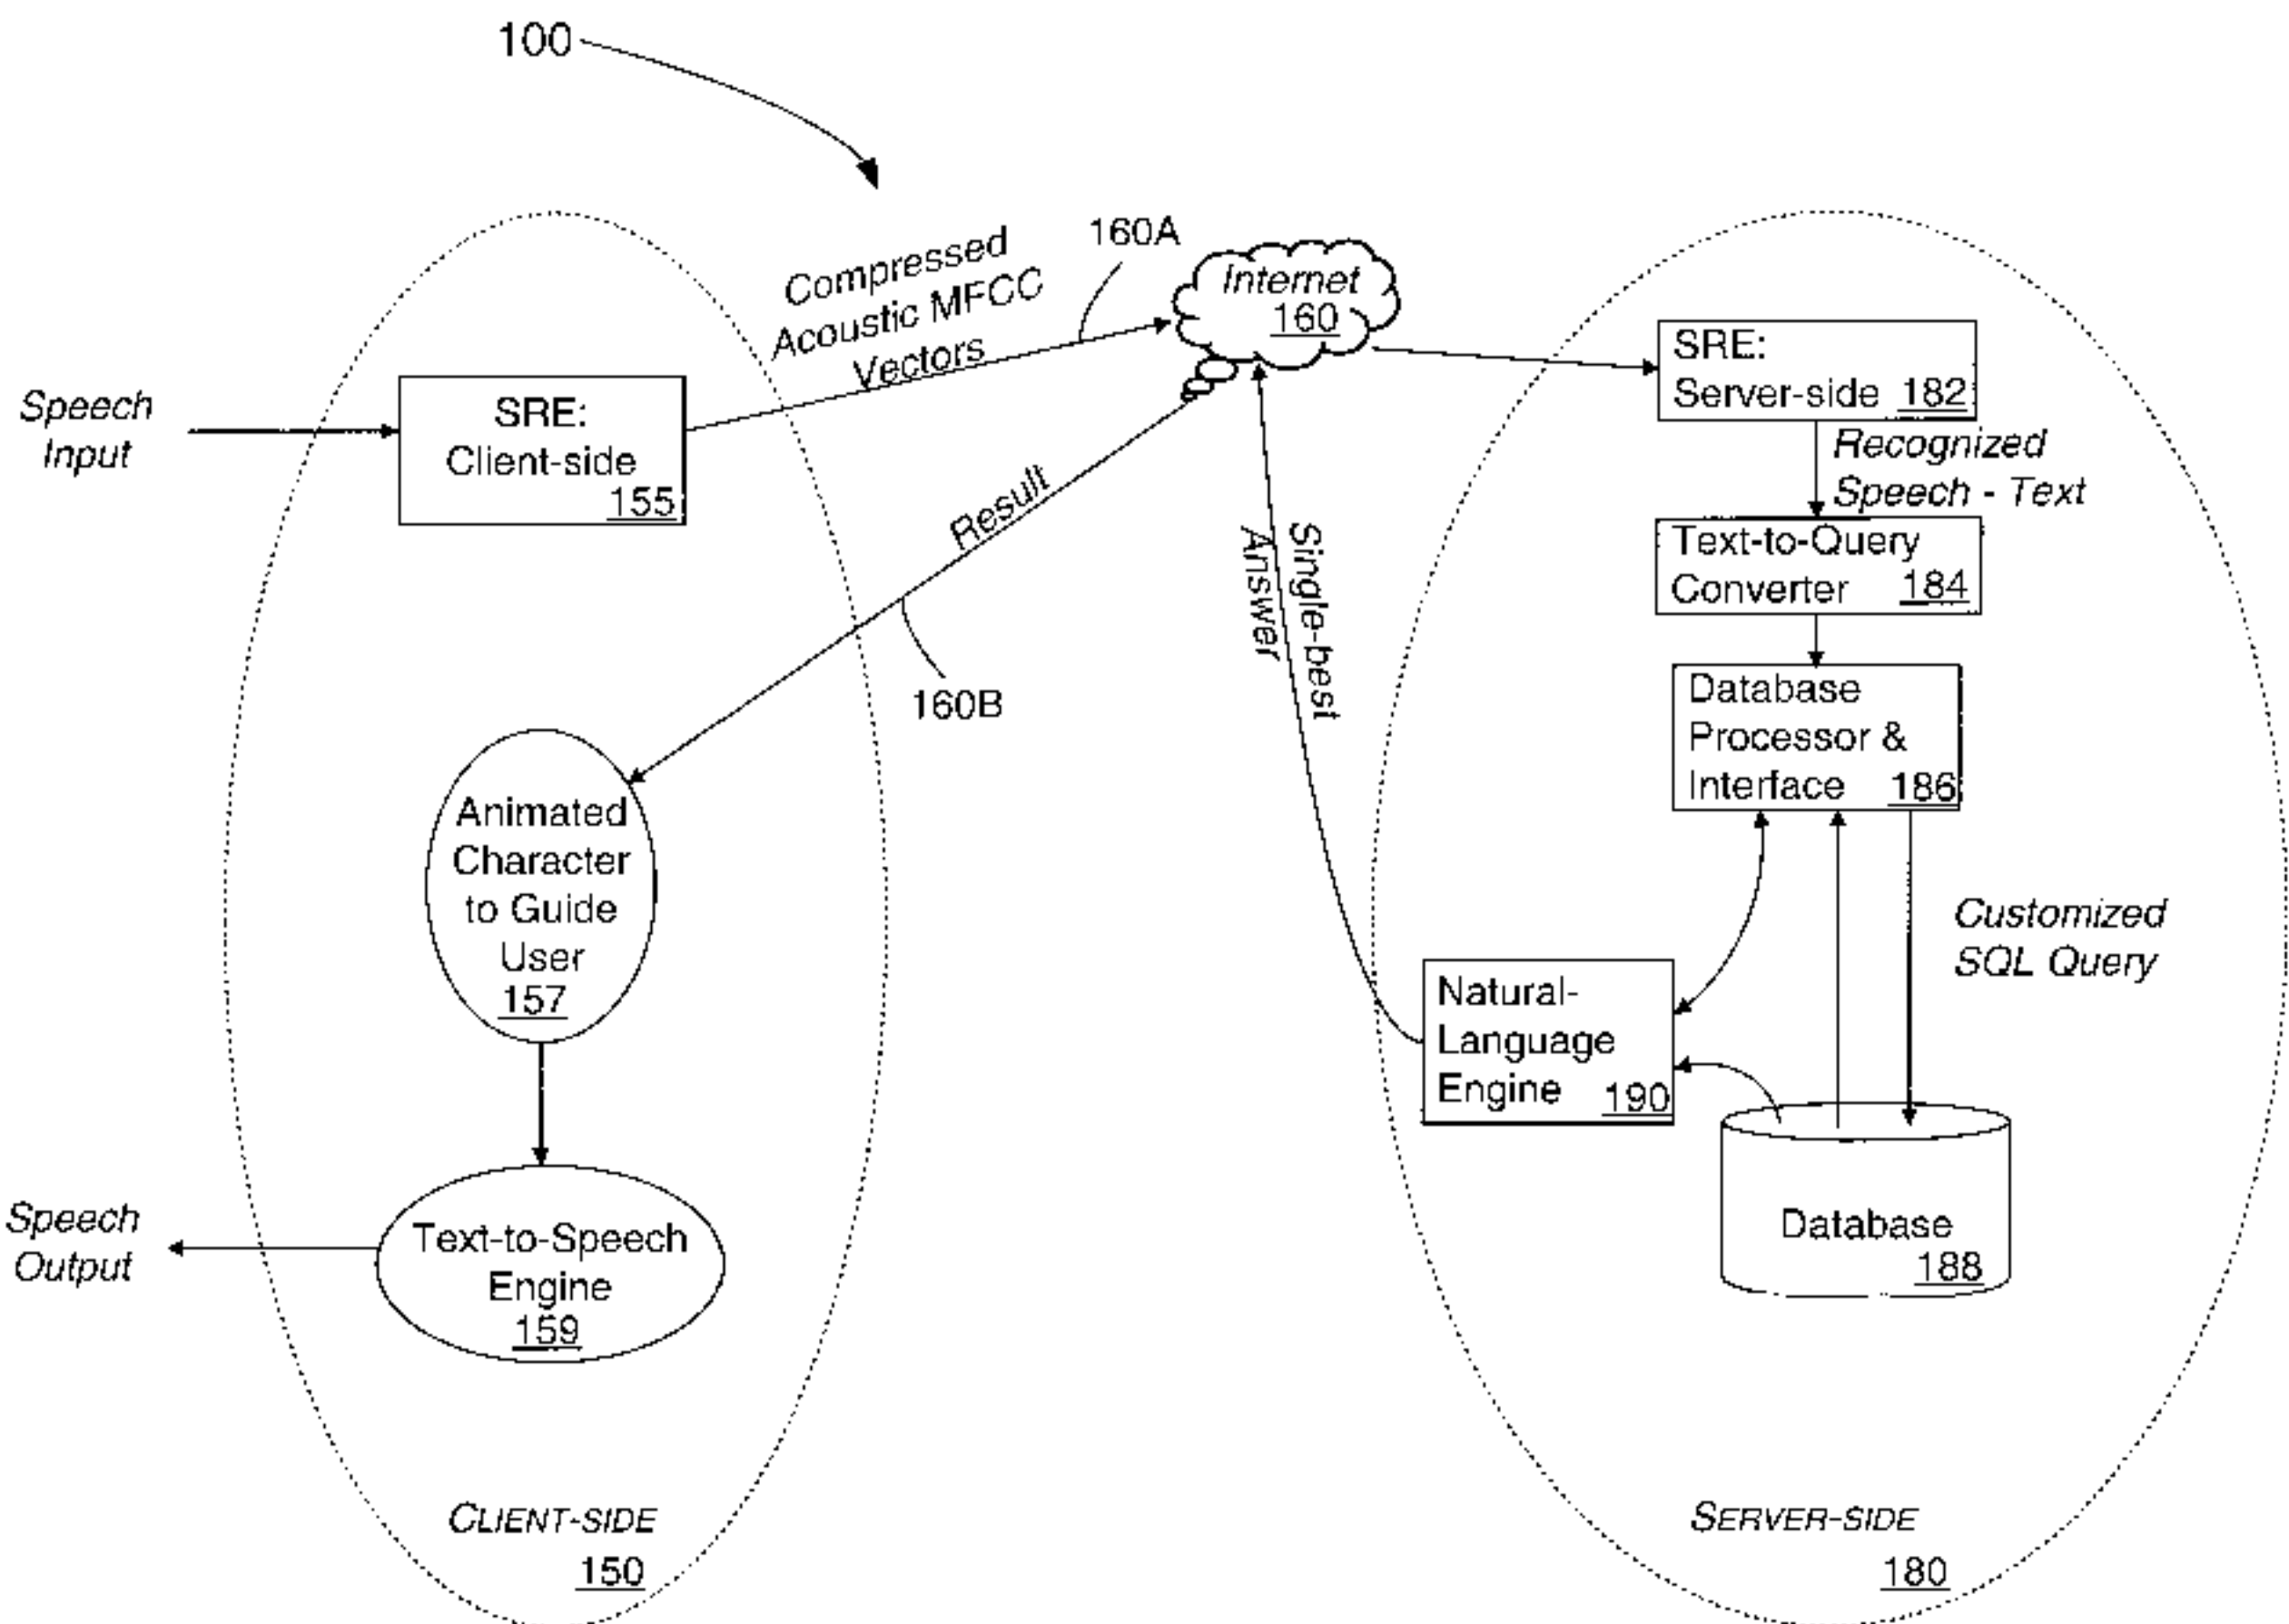 100
Compressed
Acoustic MFCC
Vectors
160A
Internet
160
Speech
Input
SRE:
Client-side
155
SRE:
Server-side 182
Recognized
Speech - Text
Text-to-Query
Converter 184
Result
160B
Single-best
Answer
Database
Processor &
Interface 186
Animated
Character
to Guide
User
157
Customized
SQL Query
Natural-
Language
Engine 190
Speech
Output
Text-to-Speech
Engine
159
Database
188
CLIENT-SIDE
150
SERVER-SIDE
180